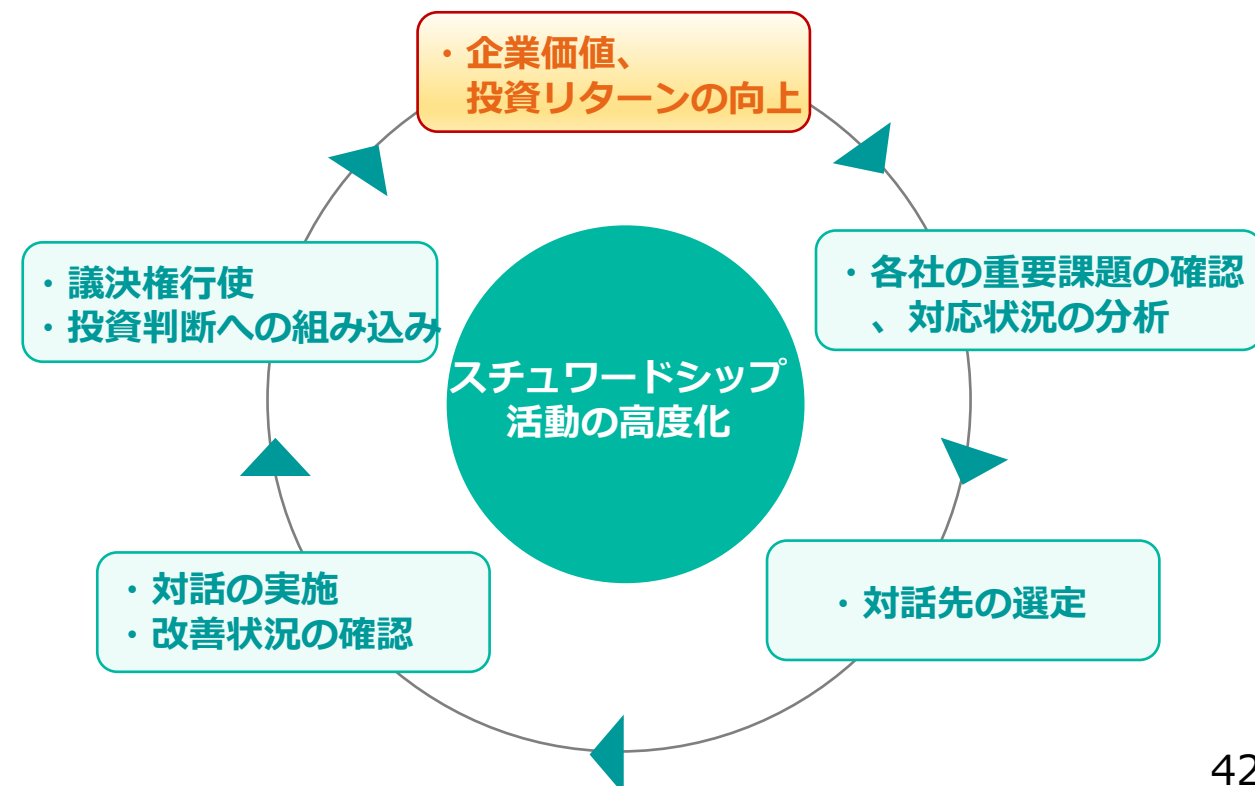 ・企業価値、
投資リターンの向上
・各社の重要課題の確認
、対応状況の分析
・対話先の選定
・対話の実施
・改善状況の確認
・議決権行使
・投資判断への組み込み
スチュワードシップ
活動の高度化
42